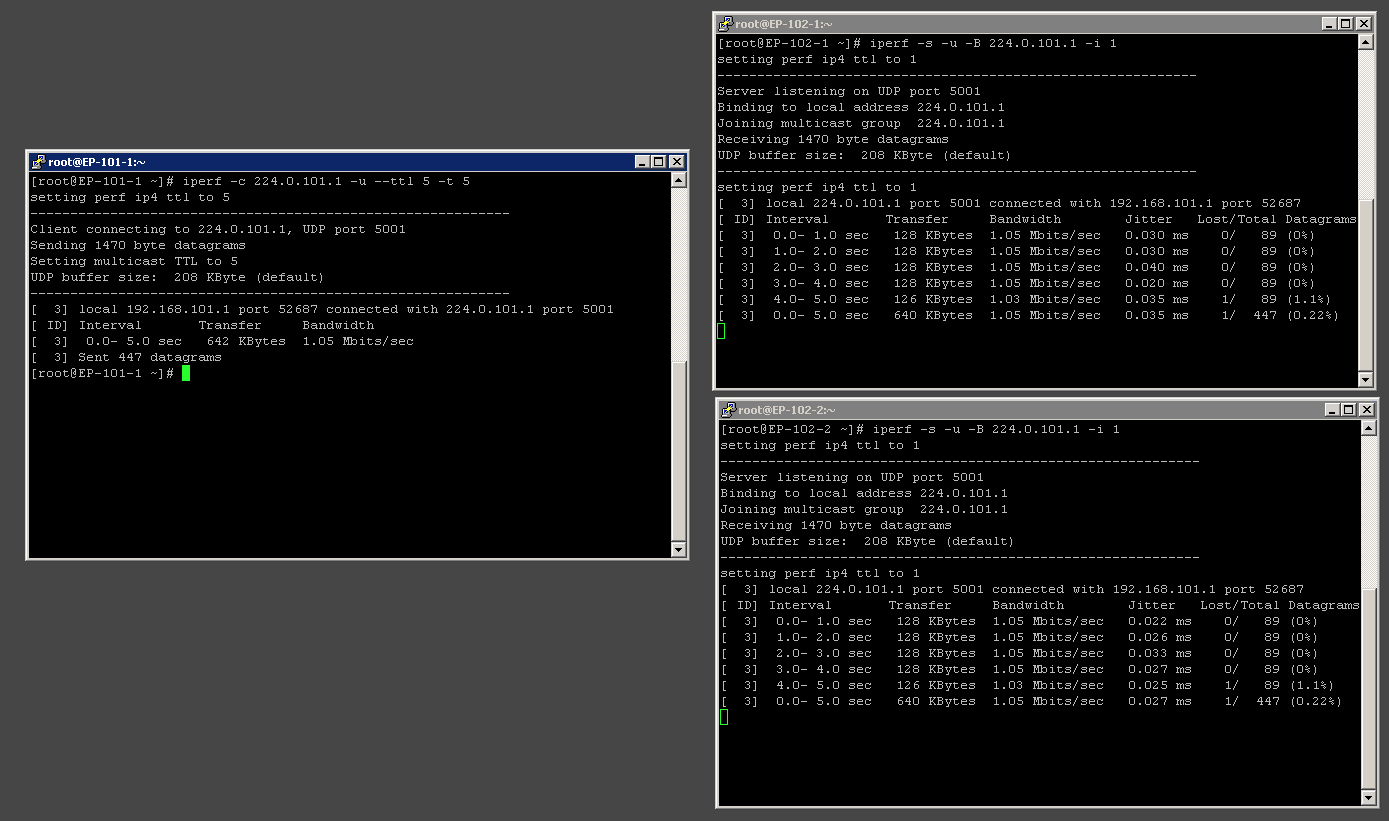 root@EP-101-1:~
[root@EP-101-1 ~]# iperf -c 224.0.101.1 -u --ttl 5 -t 5
setting perf ip4 ttl to 5
------------------------------------------------------------
Client connecting to 224.0.101.1, UDP port 5001
Sending 1470 byte datagrams
Setting multicast TTL to 5
UDP buffer size:  208 KByte (default)
------------------------------------------------------------
[  3] local 192.168.101.1 port 52687 connected with 224.0.101.1 port 5001
[ ID] Interval       Transfer     Bandwidth
[  3]  0.0- 5.0 sec   642 KBytes  1.05 Mbits/sec
[  3] Sent 447 datagrams
[root@EP-101-1 ~]#
root@EP-102-1:~
[root@EP-102-1 ~]# iperf -s -u -B 224.0.101.1 -i 1
setting perf ip4 ttl to 1
------------------------------------------------------------
Server listening on UDP port 5001
Binding to local address 224.0.101.1
Joining multicast group  224.0.101.1
Receiving 1470 byte datagrams
UDP buffer size:  208 KByte (default)
------------------------------------------------------------
setting perf ip4 ttl to 1
[  3] local 224.0.101.1 port 5001 connected with 192.168.101.1 port 52687
[ ID] Interval       Transfer     Bandwidth        Jitter   Lost/Total Datagrams
[  3]  0.0- 1.0 sec   128 KBytes  1.05 Mbits/sec   0.030 ms    0/   89 (0%)
[  3]  1.0- 2.0 sec   128 KBytes  1.05 Mbits/sec   0.030 ms    0/   89 (0%)
[  3]  2.0- 3.0 sec   128 KBytes  1.05 Mbits/sec   0.040 ms    0/   89 (0%)
[  3]  3.0- 4.0 sec   128 KBytes  1.05 Mbits/sec   0.020 ms    0/   89 (0%)
[  3]  4.0- 5.0 sec   126 KBytes  1.03 Mbits/sec   0.035 ms    1/   89 (1.1%)
[  3]  0.0- 5.0 sec   640 KBytes  1.05 Mbits/sec   0.035 ms    1/  447 (0.22%)
root@EP-102-2:~
[root@EP-102-2 ~]# iperf -s -u -B 224.0.101.1 -i 1
setting perf ip4 ttl to 1
------------------------------------------------------------
Server listening on UDP port 5001
Binding to local address 224.0.101.1
Joining multicast group  224.0.101.1
Receiving 1470 byte datagrams
UDP buffer size:  208 KByte (default)
------------------------------------------------------------
setting perf ip4 ttl to 1
[  3] local 224.0.101.1 port 5001 connected with 192.168.101.1 port 52687
[ ID] Interval       Transfer     Bandwidth        Jitter   Lost/Total Datagrams
[  3]  0.0- 1.0 sec   128 KBytes  1.05 Mbits/sec   0.022 ms    0/   89 (0%)
[  3]  1.0- 2.0 sec   128 KBytes  1.05 Mbits/sec   0.026 ms    0/   89 (0%)
[  3]  2.0- 3.0 sec   128 KBytes  1.05 Mbits/sec   0.033 ms    0/   89 (0%)
[  3]  3.0- 4.0 sec   128 KBytes  1.05 Mbits/sec   0.027 ms    0/   89 (0%)
[  3]  4.0- 5.0 sec   126 KBytes  1.03 Mbits/sec   0.025 ms    1/   89 (1.1%)
[  3]  0.0- 5.0 sec   640 KBytes  1.05 Mbits/sec   0.027 ms    1/  447 (0.22%)